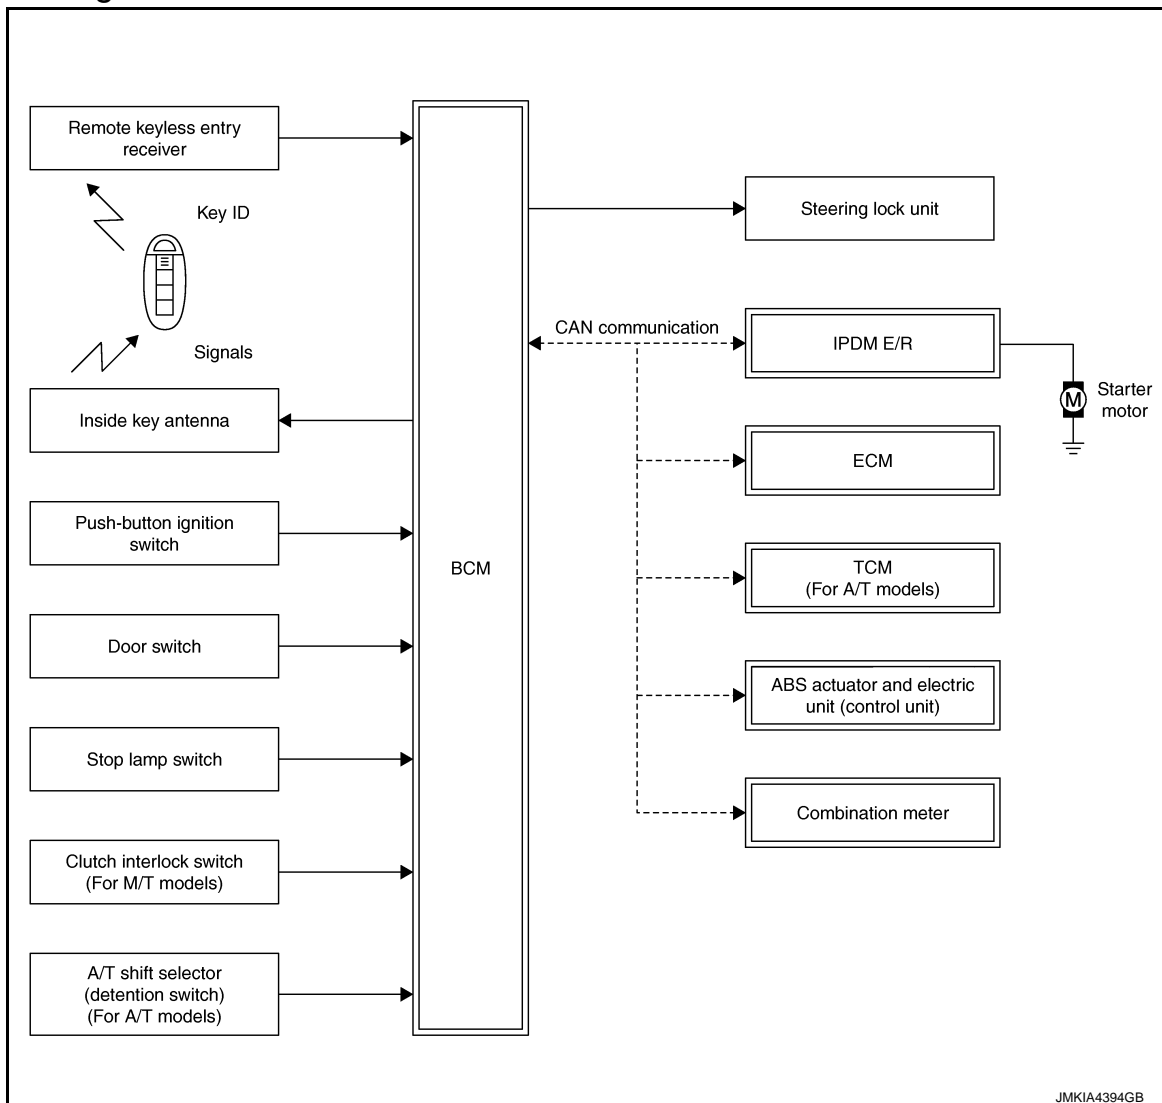 Remote keyless entry
receiver
Key ID
Signals
Inside key antenna
Push-button ignition
switch
Door switch
Stop lamp switch
Clutch interlock switch
(For M/T models)
A/T shift selector
(detention switch)
(For A/T models)
BCM
Steering lock unit
CAN communication
IPDM E/R
M
Starter
motor
ECM
TCM
(For A/T models)
ABS actuator and electric
unit (control unit)
Combination meter
JMKIA4394GB